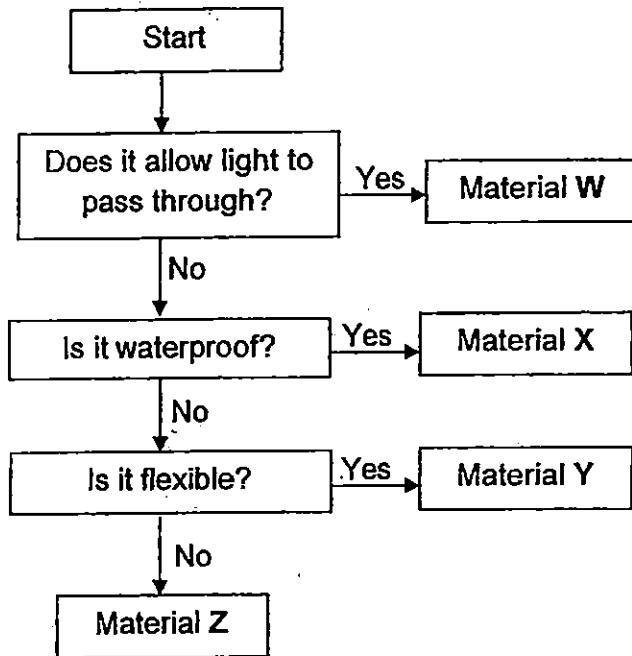 Start
Does it allow light to
pass through?
Yes
Material W
No
Is it waterproof?
Yes
Material X
No
Is it flexible?
Yes
Material Y
No
Material Z